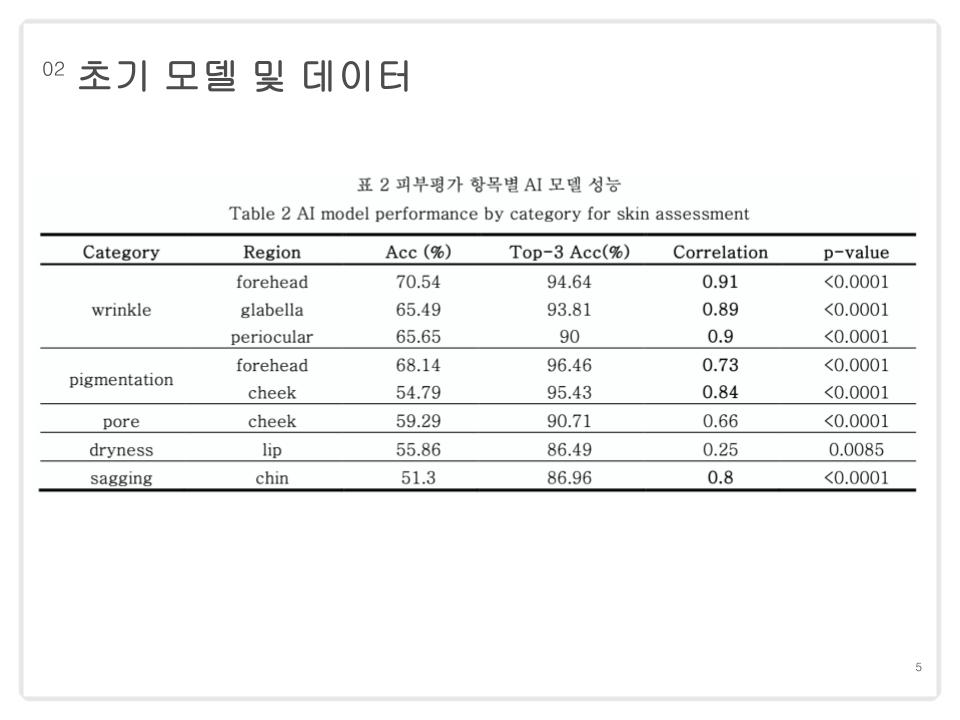 02 초기 모델 및 데이터
표 2 피부평가 항목별 AI 모델 성능
Table 2 AI model performance by category for skin assessment
Category Region Acc (%) Top-3 Acc(%) Correlation p-value
wrinkle forehead 70.54 94.64 0.91 <0.0001
glabella 65.49 93.81 0.89 <0.0001
periocular 65.65 90 0.9 <0.0001
pigmentation forehead 68.14 96.46 0.73 <0.0001
cheek 54.79 95.43 0.84 <0.0001
pore cheek 59.29 90.71 0.66 <0.0001
dryness lip 55.86 86.49 0.25 0.0085
sagging chin 51.3 86.96 0.8 <0.0001
5